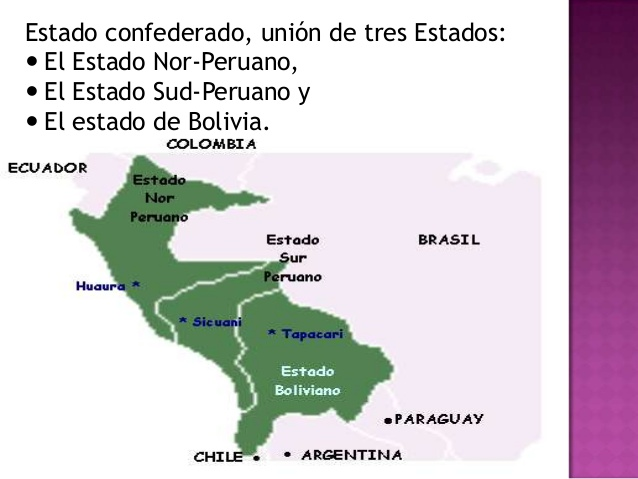 Estado confederado, unión de tres Estados:
• El Estado Nor-Peruano,
• El Estado Sud-Peruano y
• El estado de Bolivia.
COLOMBIA
ECUADOR
Estado
Nor
Peruano
Estado
Sur
Peruano
BRASIL
Huaura *
* Sicuani
* Tapacari
Estado
Boliviano
PARAGUAY
CHILE
ARGENTINA